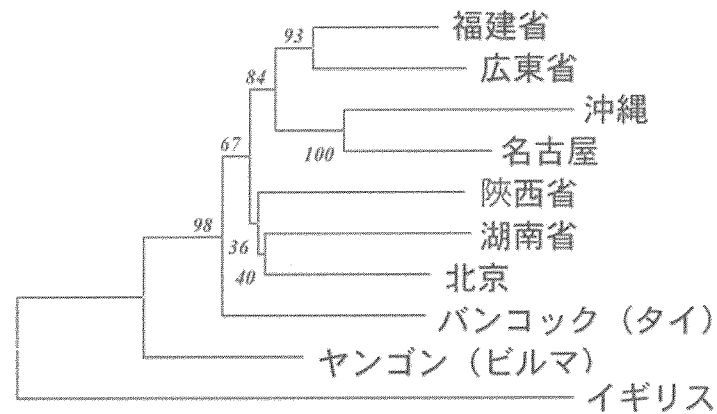 93
福建省
広東省
84
沖縄
67
100
名古屋
陝西省
98
湖南省
36
40
北京
バンコック（タイ）
ヤンゴン（ビルマ）
イギリス